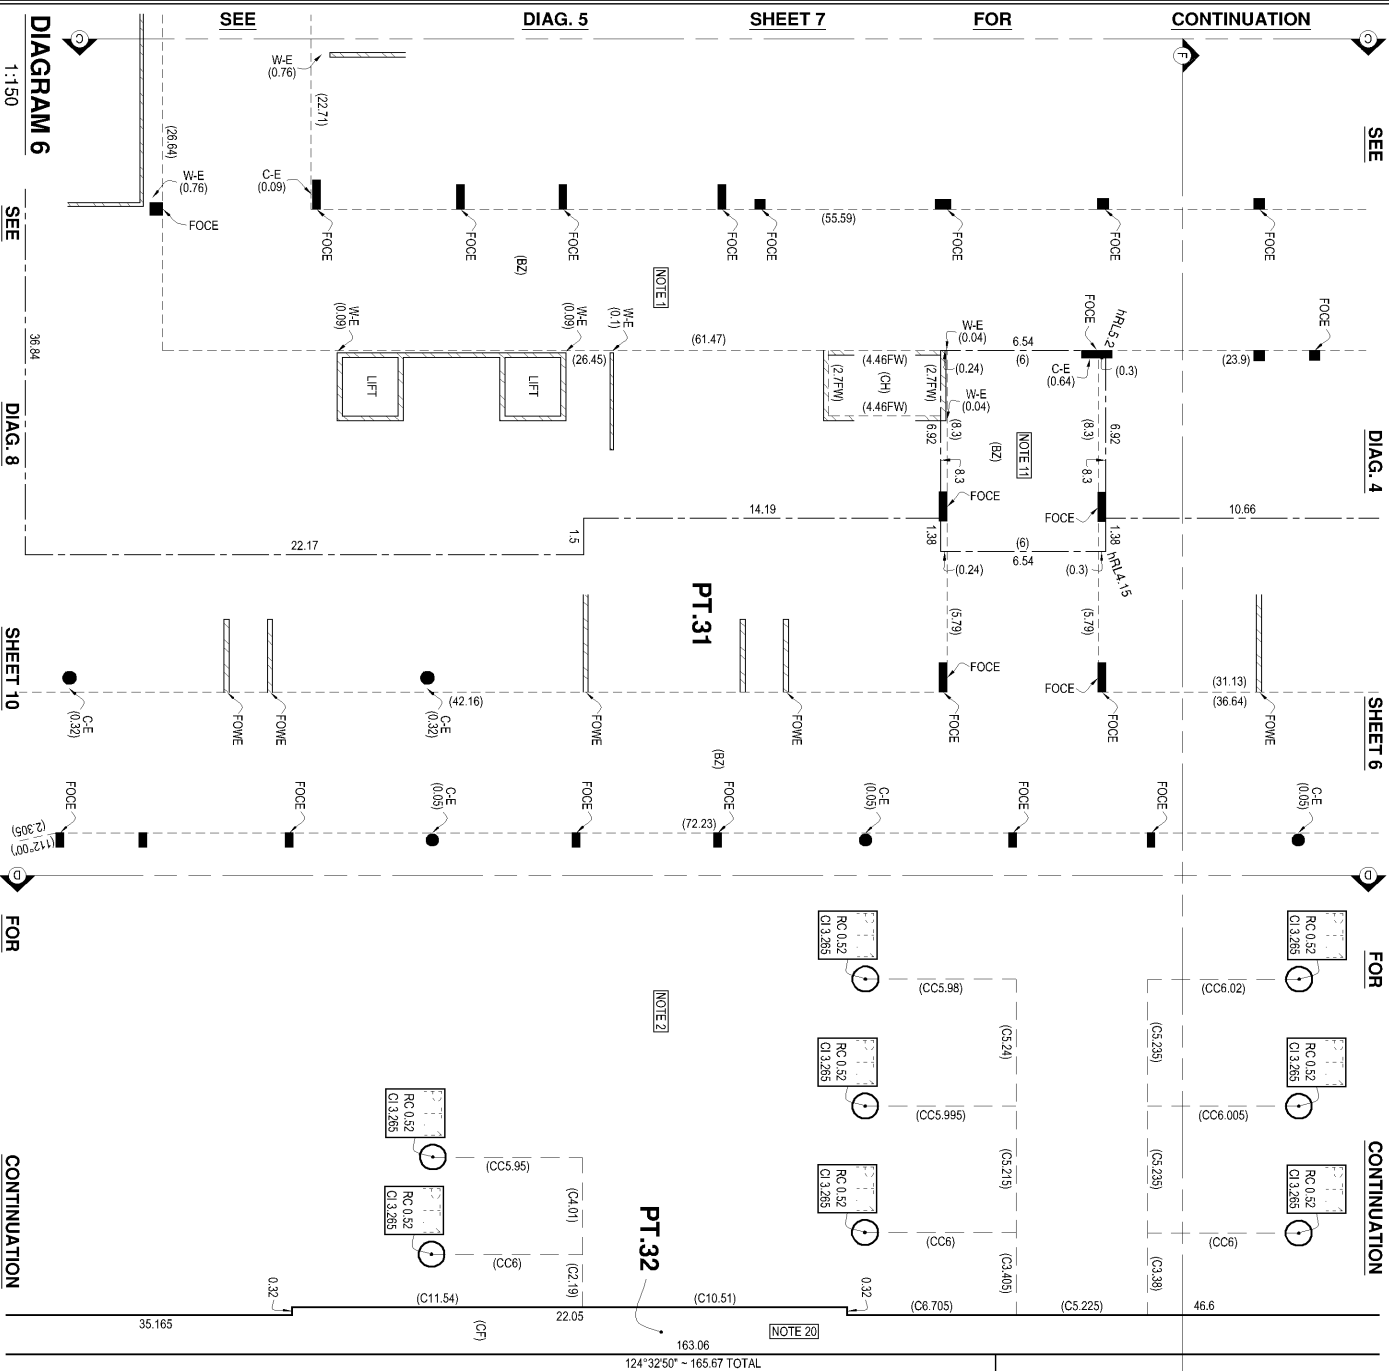 SEE DIAG. 5 SHEET 7 FOR CONTINUATION
DIAGRAM 6
1:150
C
C
F
SEE
DIAG. 4
SHEET 6
FOR
CONTINUATION
SEE
DIAG. 8
SHEET 10
FOR
CONTINUATION
W-E
(0.76)
(22.71)
(26.64)
W-E
(0.76)
FOCE
C-E
(0.09)
FOCE
FOCE
FOCE
FOCE
FOCE
(55.59)
FOCE
FOCE
FOCE
(BZ)
NOTE 1
W-E
(0.09)
W-E
(0.09)
W-E
(0.1)
(26.45)
(61.47)
LIFT
LIFT
36.84
W-E
(0.04)
6.54
(6)
FOCE
hRL5.2
FOCE
(4.46FW)
(0.24)
C-E
(0.64)
(0.3)
(23.9)
(2.7FW)
(CH)
(2.7FW)
(4.46FW)
W-E
(0.04)
6.92
(8.3)
(BZ)
NOTE 11
(8.3)
6.92
8.3
8.3
FOCE
FOCE
14.19
10.66
1.5
1.38
(6)
6.54
1.38
22.17
(0.24)
(0.3)
hRL4.15
PT.31
(5.79)
(5.79)
FOCE
FOCE
(31.13)
(36.64)
(42.16)
C-E
(0.32)
FOWE
FOWE
C-E
(0.32)
FOWE
FOWE
FOCE
FOCE
FOWE
(BZ)
FOCE
FOCE
C-E
(0.05)
FOCE
FOCE
C-E
(0.05)
FOCE
FOCE
C-E
(0.05)
(72.23)
(2.305)
(112°00')
D
D
RC 0.52
CI 3.265
RC 0.52
CI 3.265
(CC5.98)
(CC6.02)
NOTE 2
(C5.24)
(C5.235)
RC 0.52
CI 3.265
RC 0.52
CI 3.265
(CC5.995)
(CC6.005)
RC 0.52
CI 3.265
(CC5.95)
(C5.215)
(C5.235)
RC 0.52
CI 3.265
RC 0.52
CI 3.265
RC 0.52
CI 3.265
(C4.01)
(CC6)
(CC6)
(CC6)
PT.32
(C2.19)
(C3.405)
(C3.38)
0.32
(C11.54)
(C10.51)
0.32
(C6.705)
(C5.225)
46.6
35.165
22.05
(CF)
NOTE 20
163.06
124°32'50" ~ 165.67 TOTAL